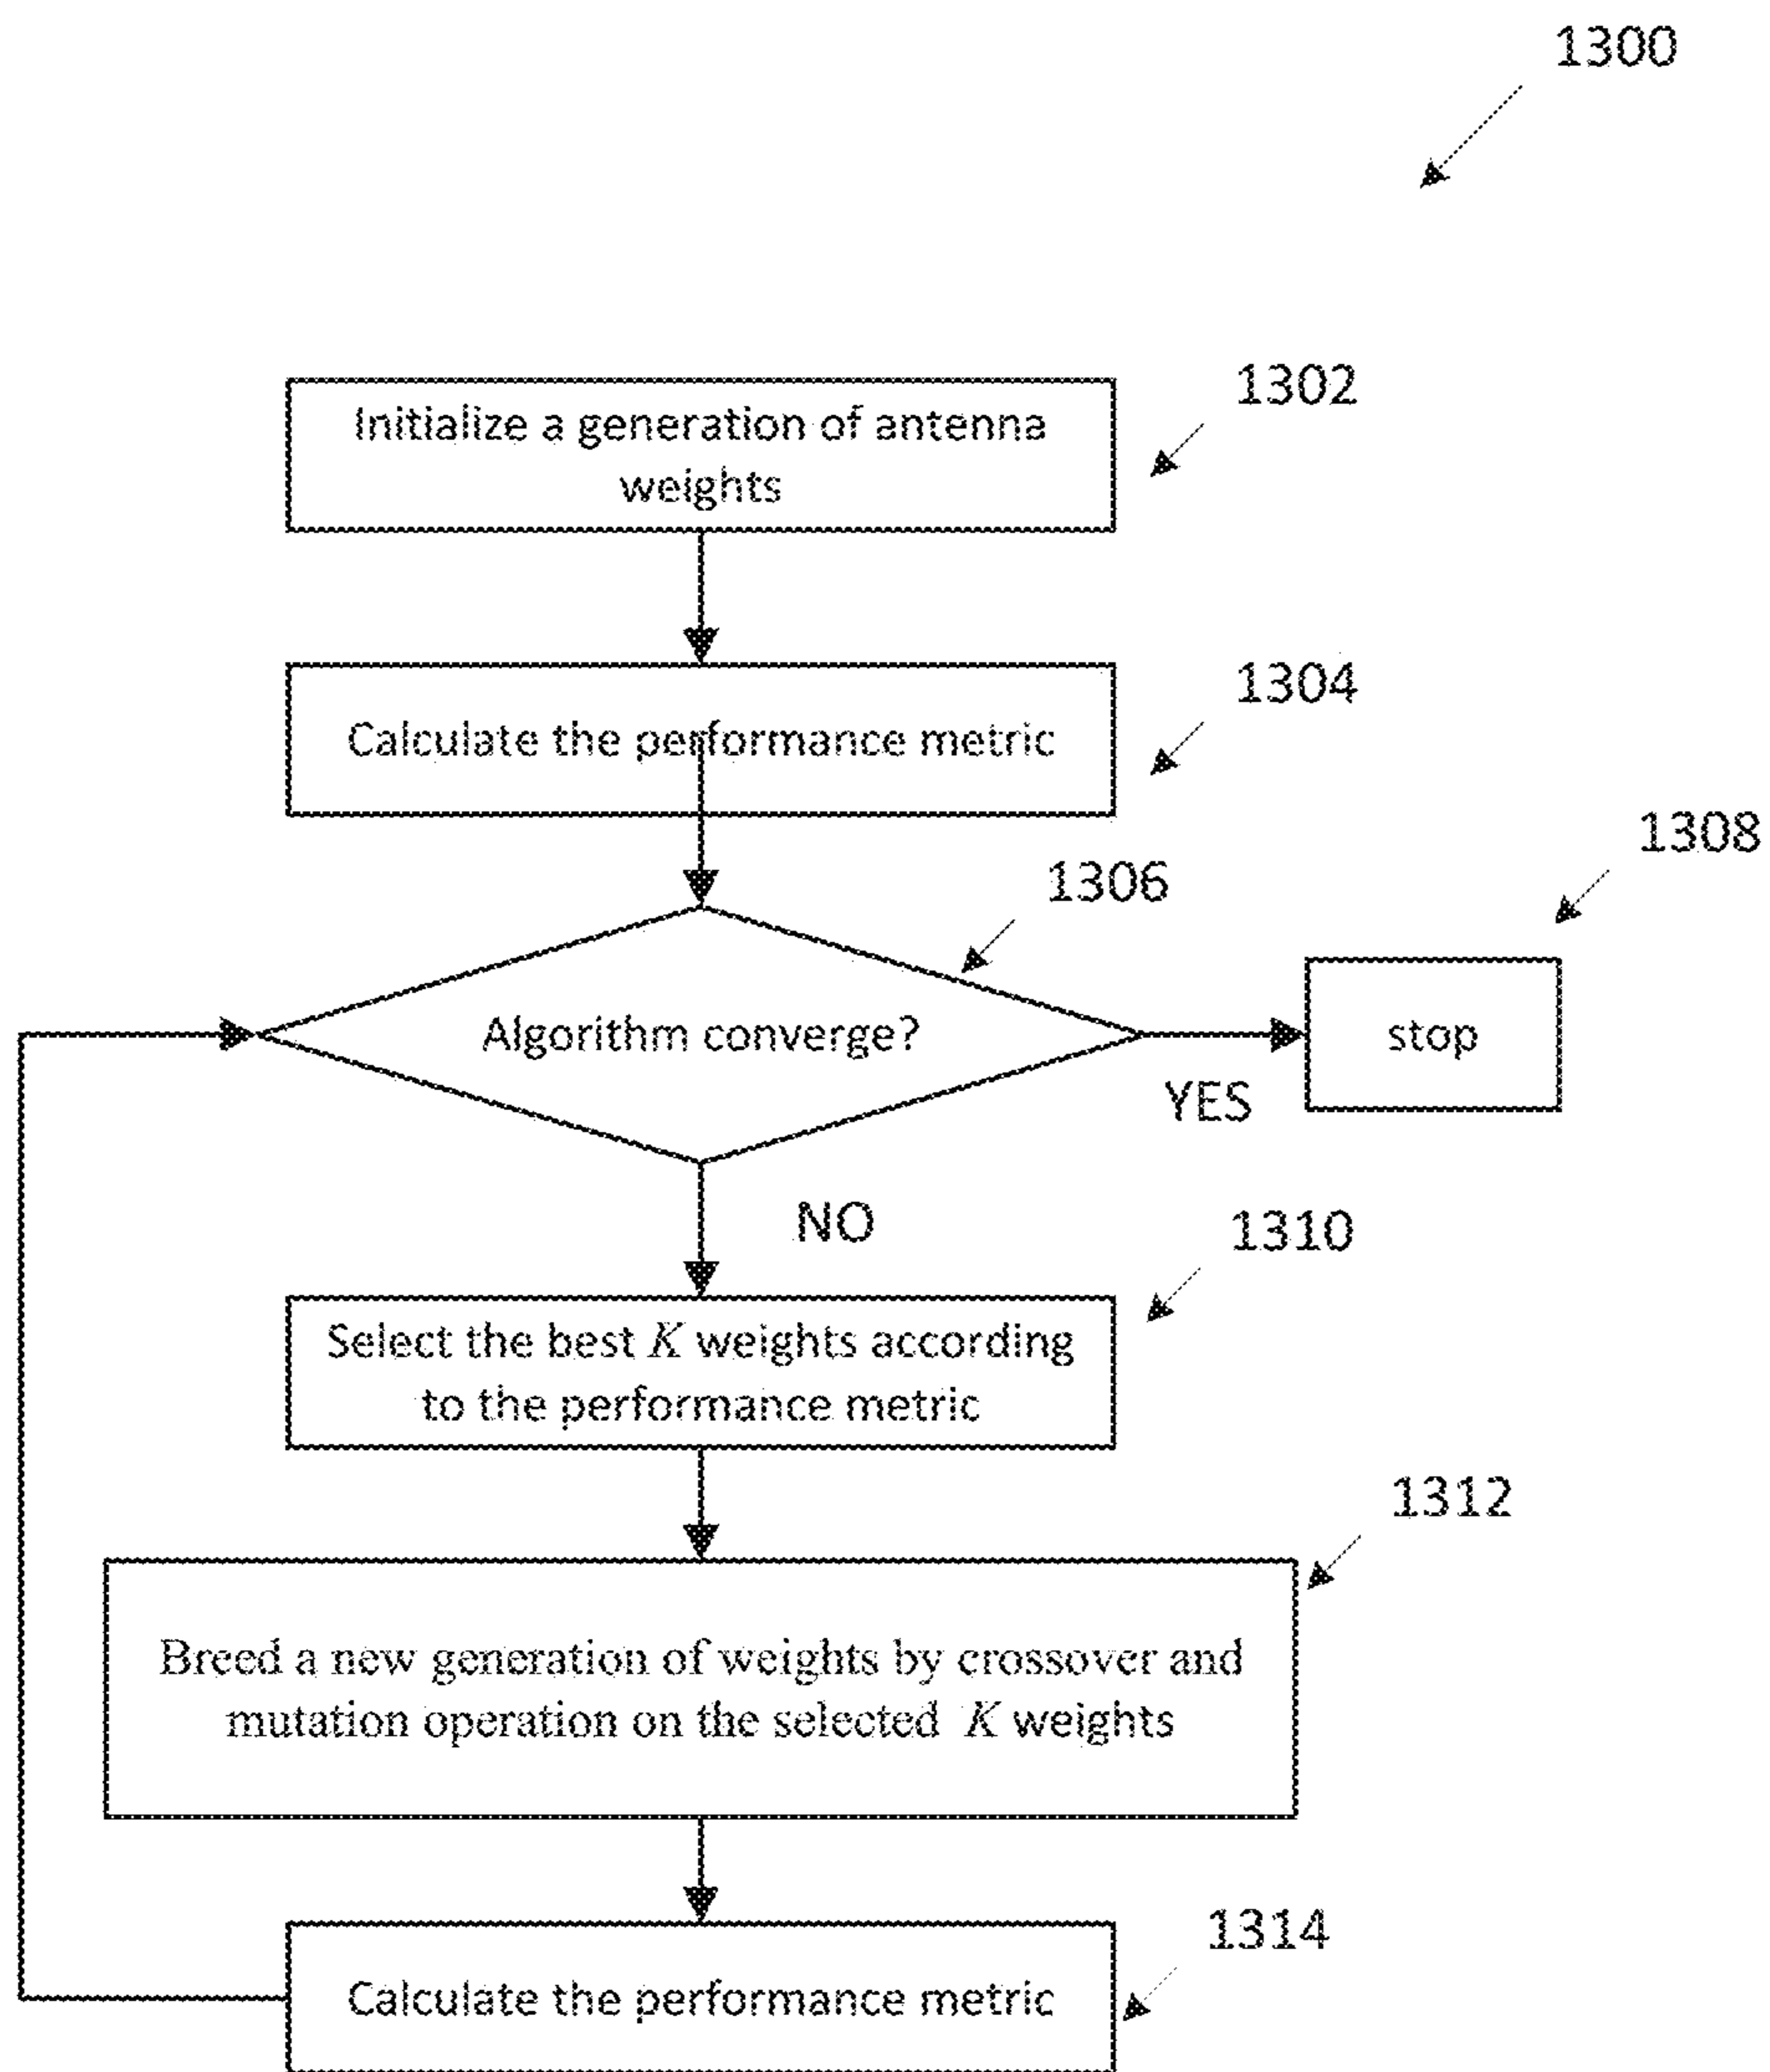 1300
1302
Initialize a generation of antenna
weights
1304
Calculate the performance metric
1308
1306
Algorithm converge?
stop
YES
NO
1310
Select the best K weights according
to the performance metric
1312
Breed a new generation of weights by crossover and
mutation operation on the selected K weights
1314
Calculate the performance metric